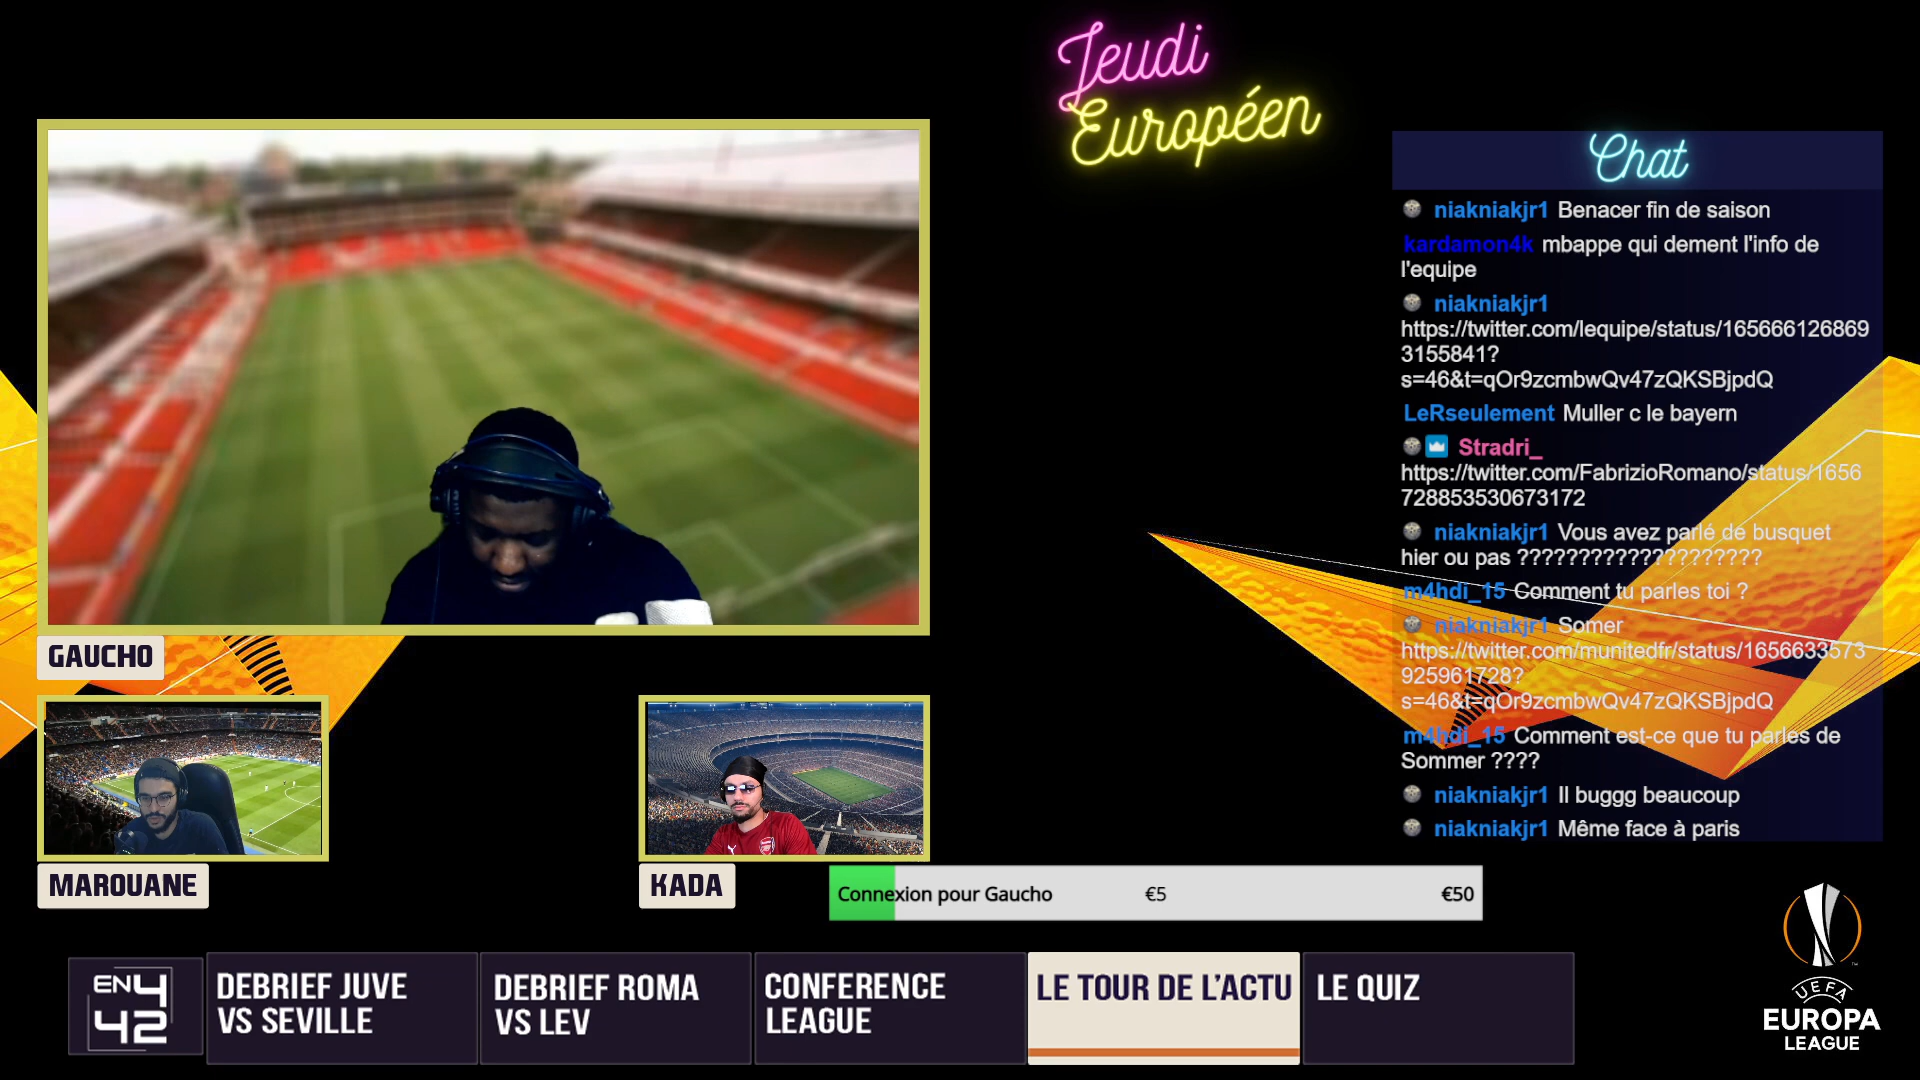 Jeudi
Européen
Chat
niakniakjr1 Benacer fin de saison
kardamon4k mbappe qui dement l'info de
l'equipe
niakniakjr1
https://twitter.com/lequipe/status/165666126869
3155841?
s=46&t=qOr9zcmbwQv47zQKSBjpdQ
LeRseulement Muller c le bayern
Stradri_
https://twitter.com/FabrizioRomano/status/1656
728853530673172
niakniakjr1 Vous avez parlé de busquet
hier ou pas ????????????????????
m4hdi_15 Comment tu parles toi ?
niakniakjr1 Somer
https://twitter.com/munitedfr/status/1656633573
925961728?
s=46&t=qOr9zcmbwQv47zQKSBjpdQ
m4hdi_15 Comment est-ce que tu parles de
Sommer ????
niakniakjr1 Il buggg beaucoup
niakniakjr1 Même face à paris
GAUCHO
MAROUANE
KADA
Connexion pour Gaucho €5 €50
EN 4
42
DEBRIEF JUVE
VS SEVILLE
DEBRIEF ROMA
VS LEV
CONFERENCE
LEAGUE
LE TOUR DE L'ACTU
LE QUIZ
UEFA
EUROPA
LEAGUE